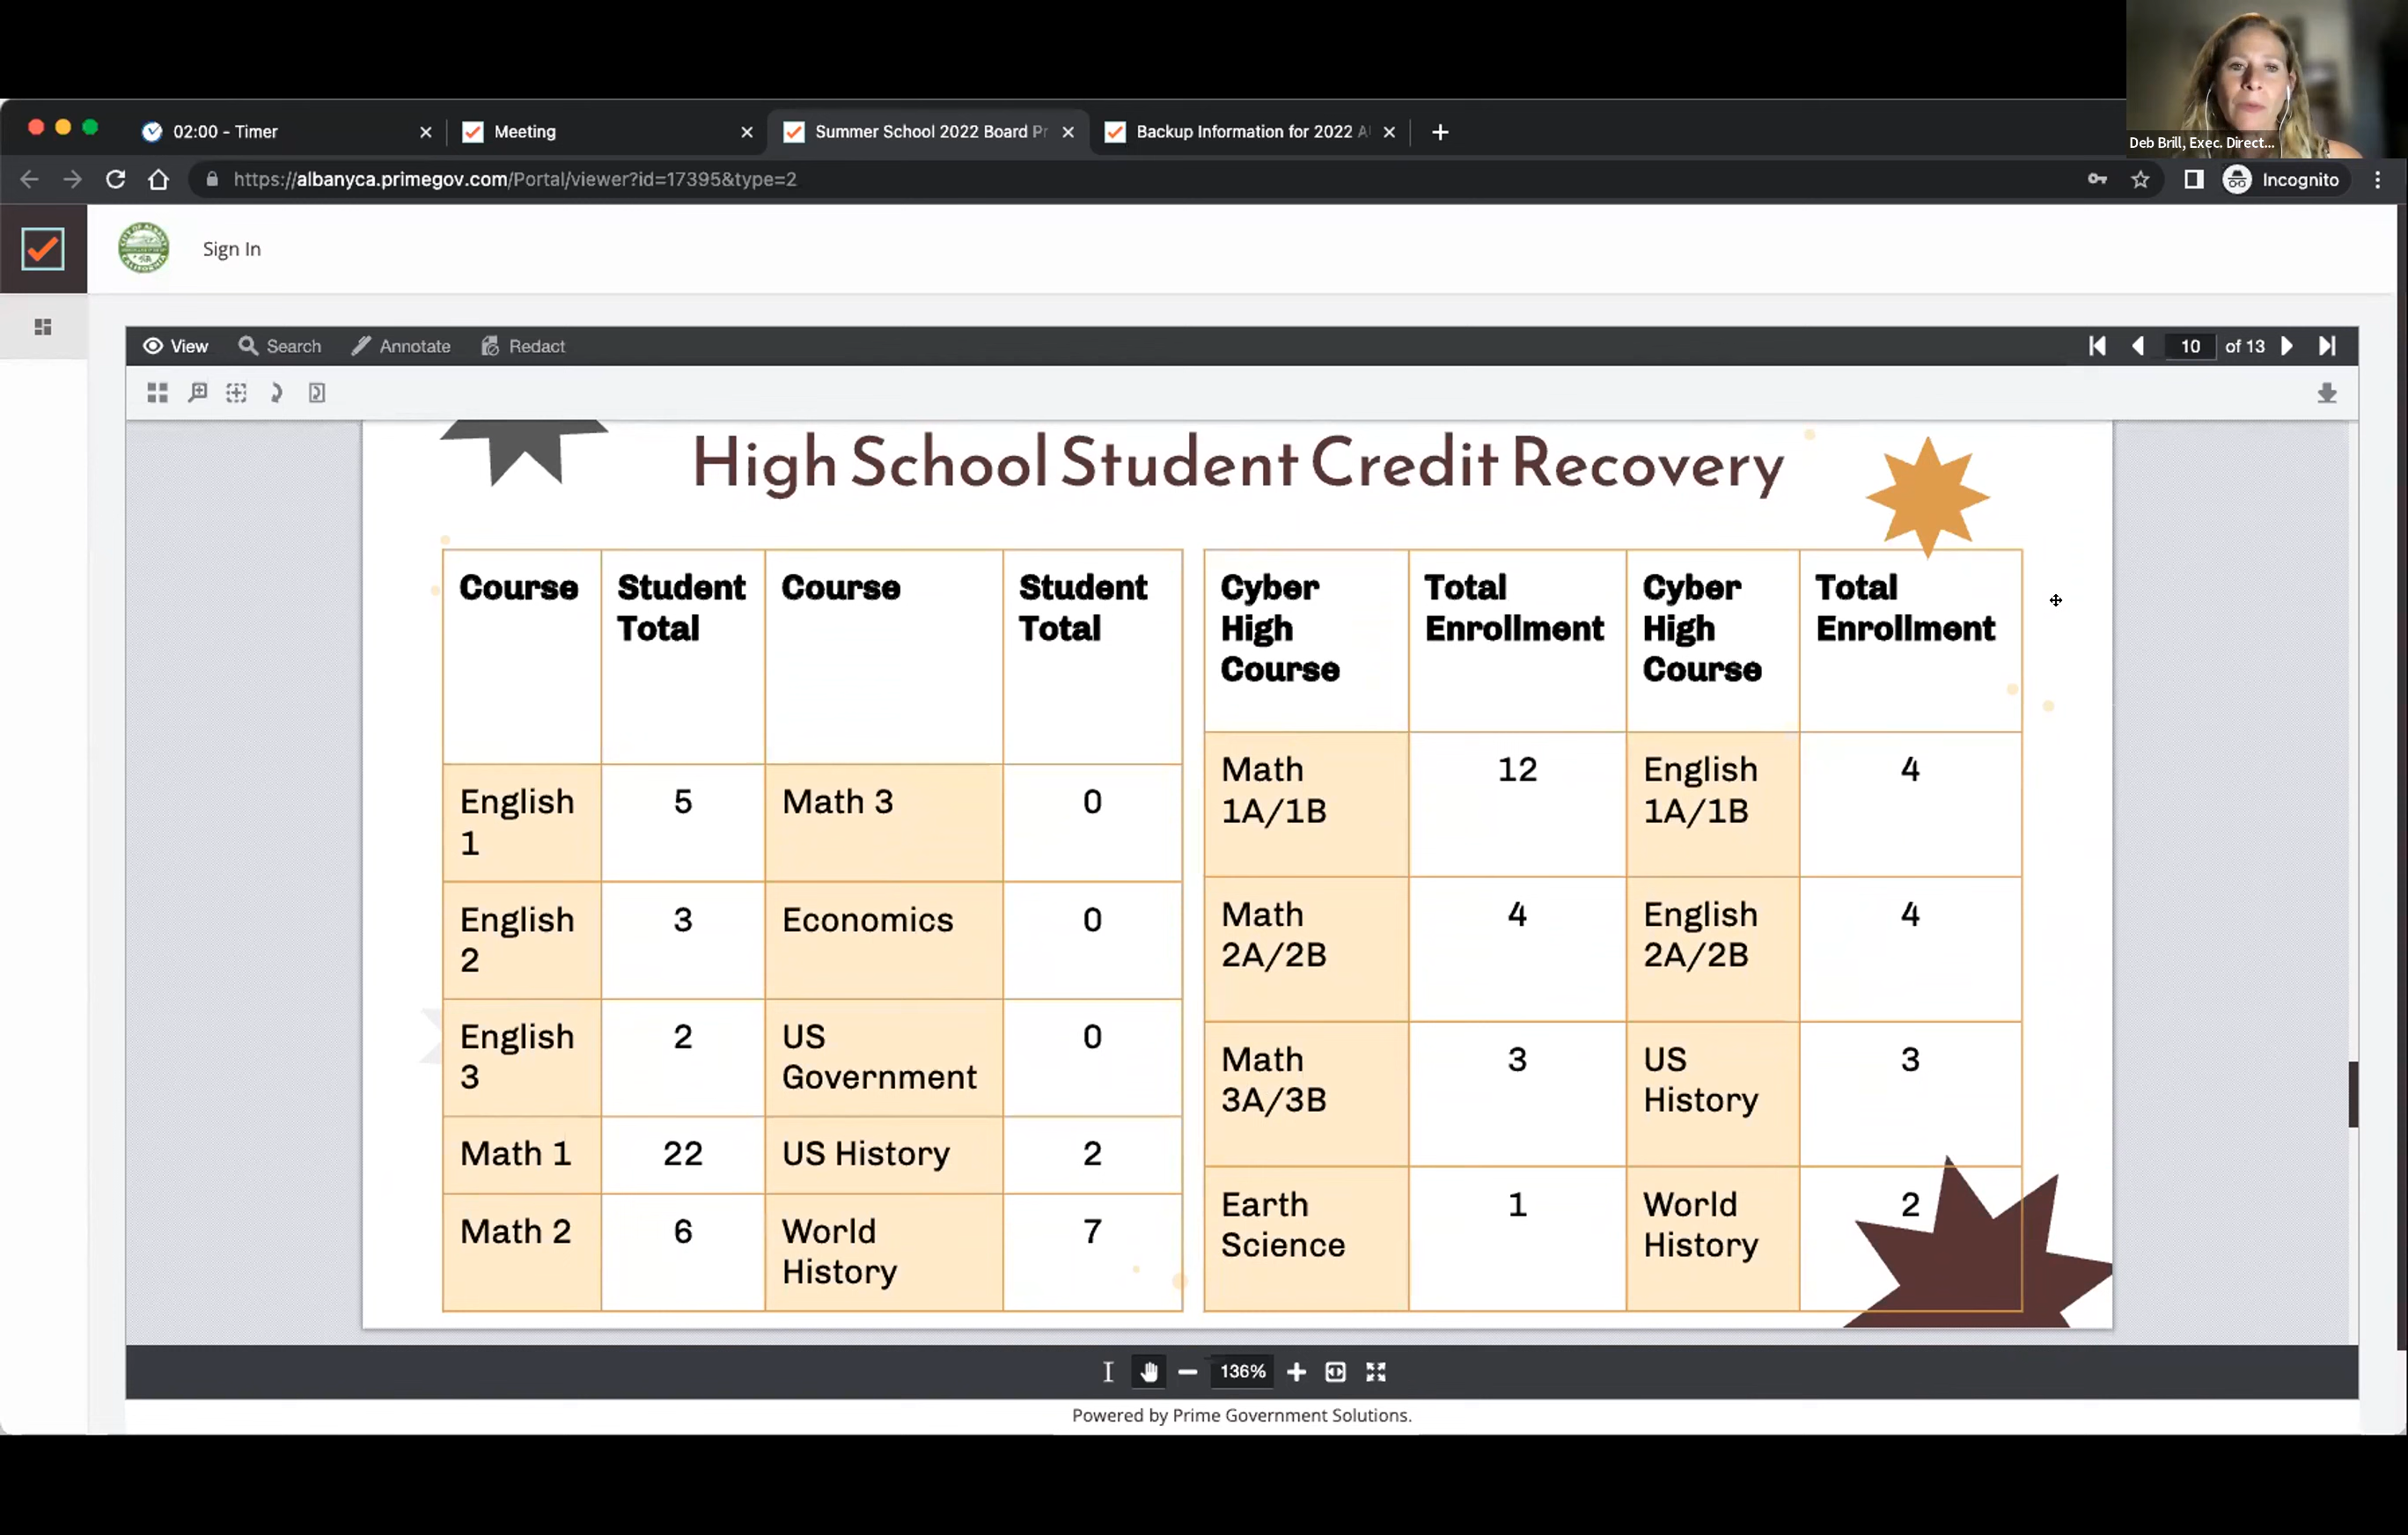 Deb Brill, Exec. Direct...
02:00 - Timer
Meeting
Summer School 2022 Board Pr
Backup Information for 2022 A
https://albanyca.primegov.com/Portal/viewer?id=17395&type=2
Incognito
Sign In
View
Search
Annotate
Redact
10 of 13
High School Student Credit Recovery
Course Student Total Course Student Total
English 1 5 Math 3 0
English 2 3 Economics 0
English 3 2 US Government 0
Math 1 22 US History 2
Math 2 6 World History 7
Cyber High Course Total Enrollment Cyber High Course Total Enrollment
Math 1A/1B 12 English 1A/1B 4
Math 2A/2B 4 English 2A/2B 4
Math 3A/3B 3 US History 3
Earth Science 1 World History 2
136%
Powered by Prime Government Solutions.